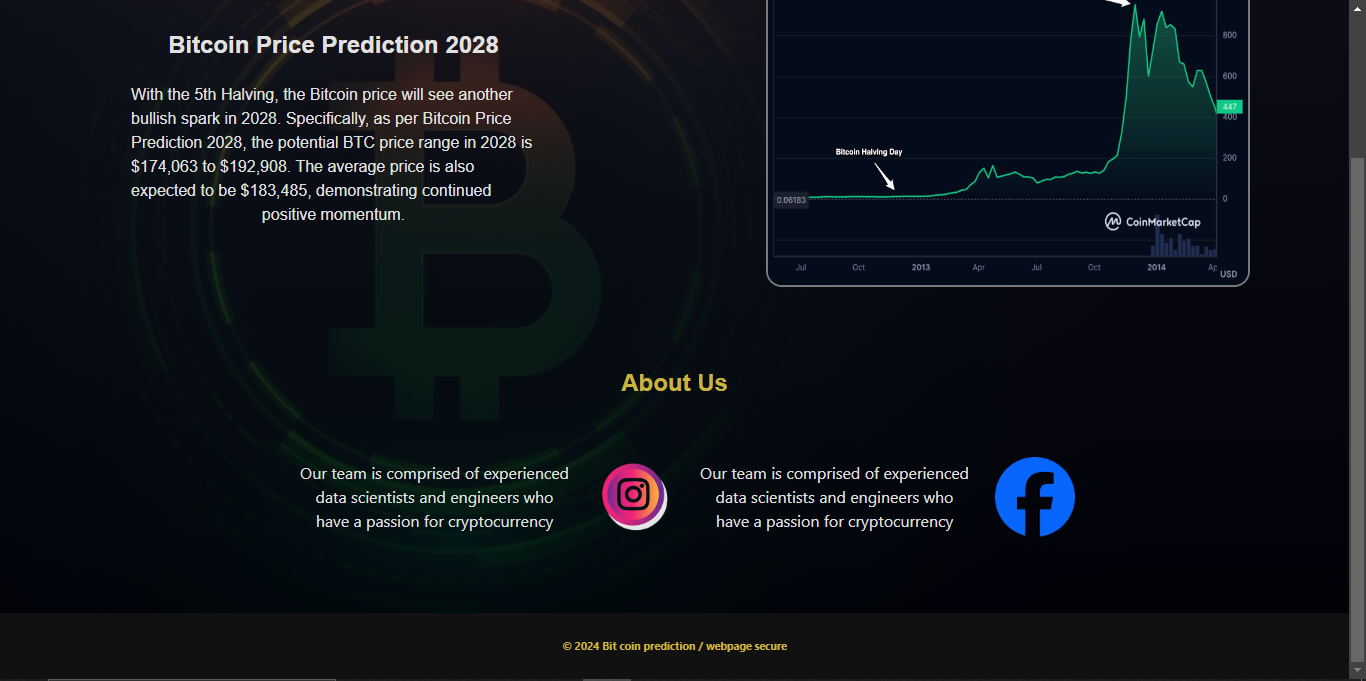 Bitcoin Price Prediction 2028
With the 5th Halving, the Bitcoin price will see another
bullish spark in 2028. Specifically, as per Bitcoin Price
Prediction 2028, the potential BTC price range in 2028 is
$174,063 to $192,908. The average price is also
expected to be $183,485, demonstrating continued
positive momentum.
800
600
447
400
Bitcoin Halving Day
200
0.06183
0
CoinMarketCap
Jul Oct 2013 Apr Jul Oct 2014 Ap
USD
About Us
Our team is comprised of experienced
data scientists and engineers who
have a passion for cryptocurrency
Our team is comprised of experienced
data scientists and engineers who
have a passion for cryptocurrency
© 2024 Bit coin prediction / webpage secure